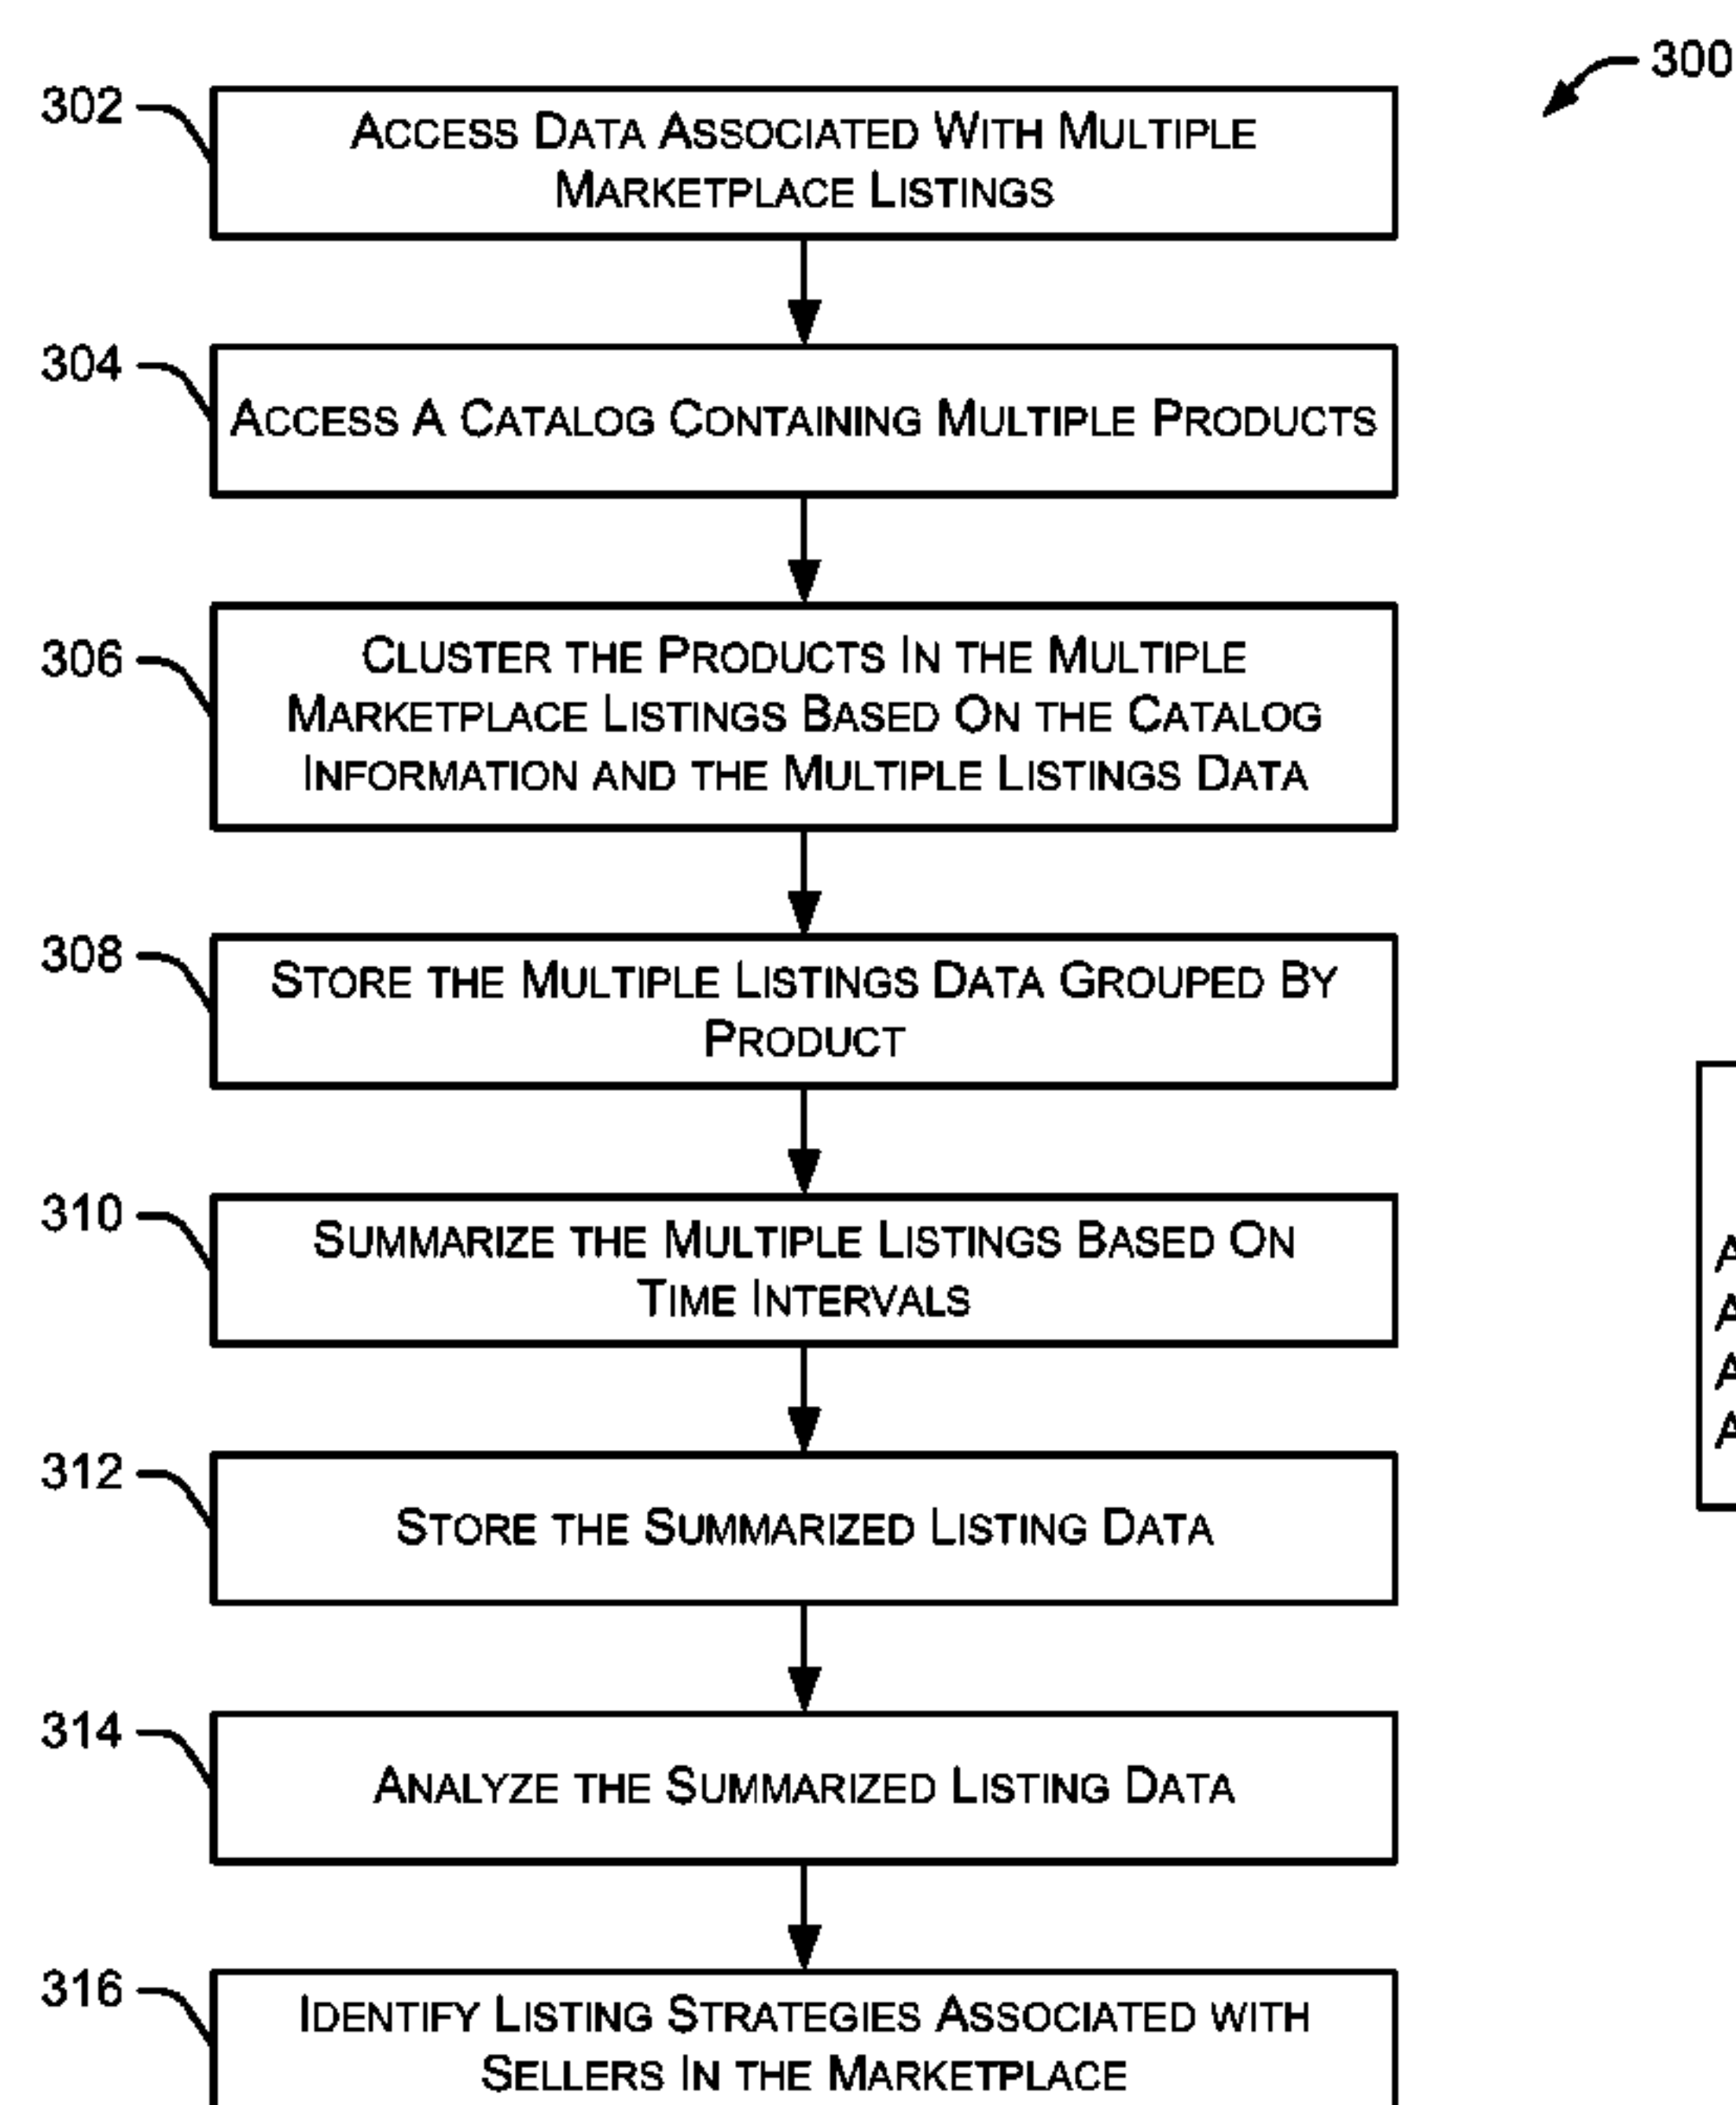 300
302
ACCESS DATA ASSOCIATED WITH MULTIPLE
MARKETPLACE LISTINGS
304
ACCESS A CATALOG CONTAINING MULTIPLE PRODUCTS
306
CLUSTER THE PRODUCTS IN THE MULTIPLE
MARKETPLACE LISTINGS BASED ON THE CATALOG
INFORMATION AND THE MULTIPLE LISTINGS DATA
308
STORE THE MULTIPLE LISTINGS DATA GROUPED BY
PRODUCT
310
SUMMARIZE THE MULTIPLE LISTINGS BASED ON
TIME INTERVALS
312
STORE THE SUMMARIZED LISTING DATA
314
ANALYZE THE SUMMARIZED LISTING DATA
316
IDENTIFY LISTING STRATEGIES ASSOCIATED WITH
SELLERS IN THE MARKETPLACE